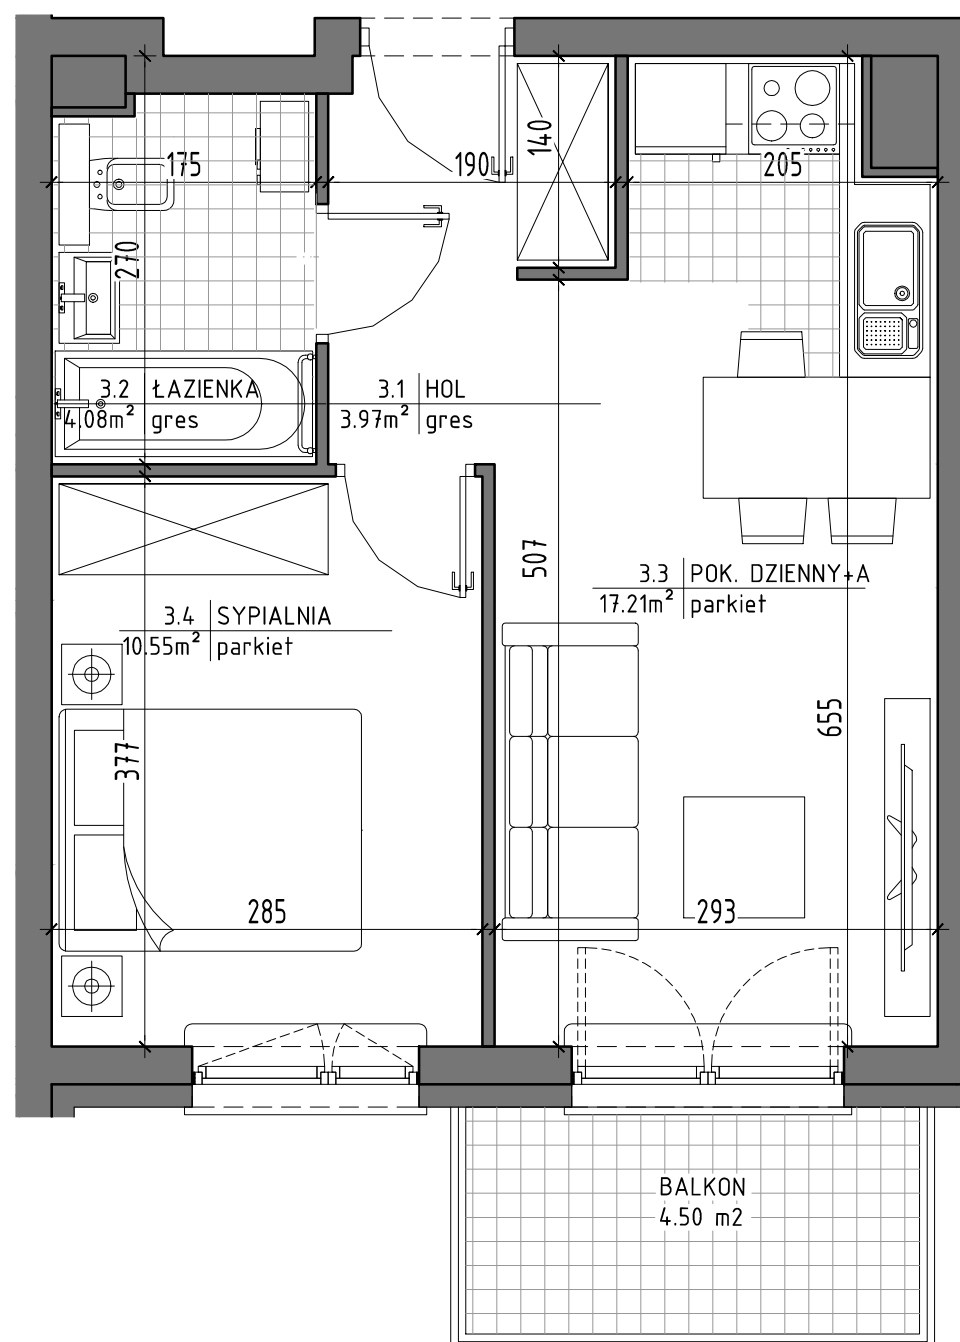 140
175
190
205
270
3.2 ŁAZIENKA
4.08m² gres
3.1 HOL
3.97m² gres
507
3.3 POK. DZIENNY+A
17.21m² parkiet
3.4 SYPIALNIA
10.55m² parkiet
655
377
285
293
BALKON
4.50 m2